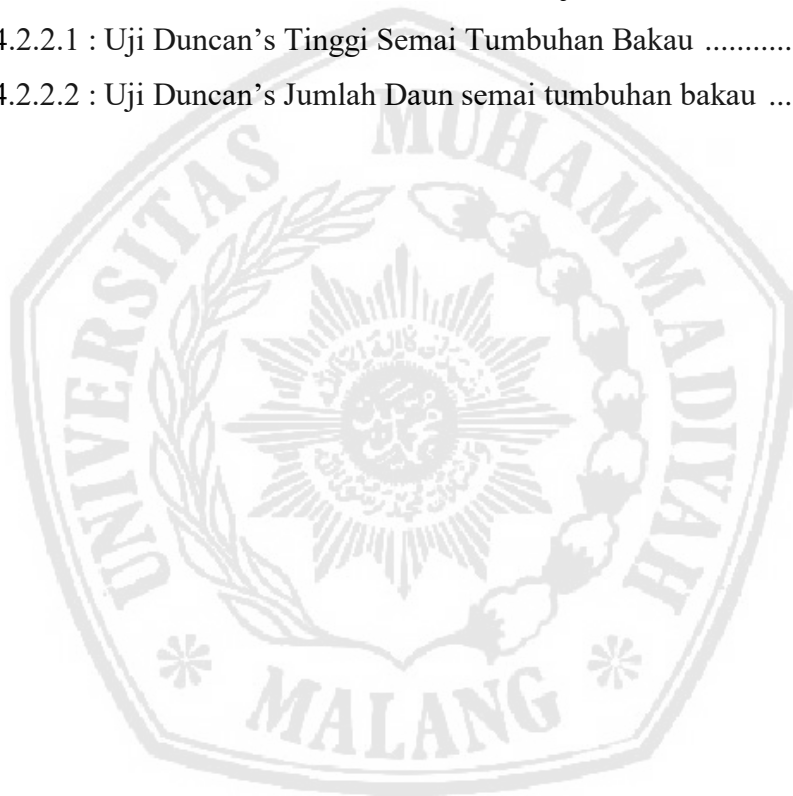 4.2.2.1 : Uji Duncan’s Tinggi Semai Tumbuhan Bakau ...........
4.2.2.2 : Uji Duncan’s Jumlah Daun semai tumbuhan bakau ...
UNIVERSITAS MUHAMMADIYAH
MALANG